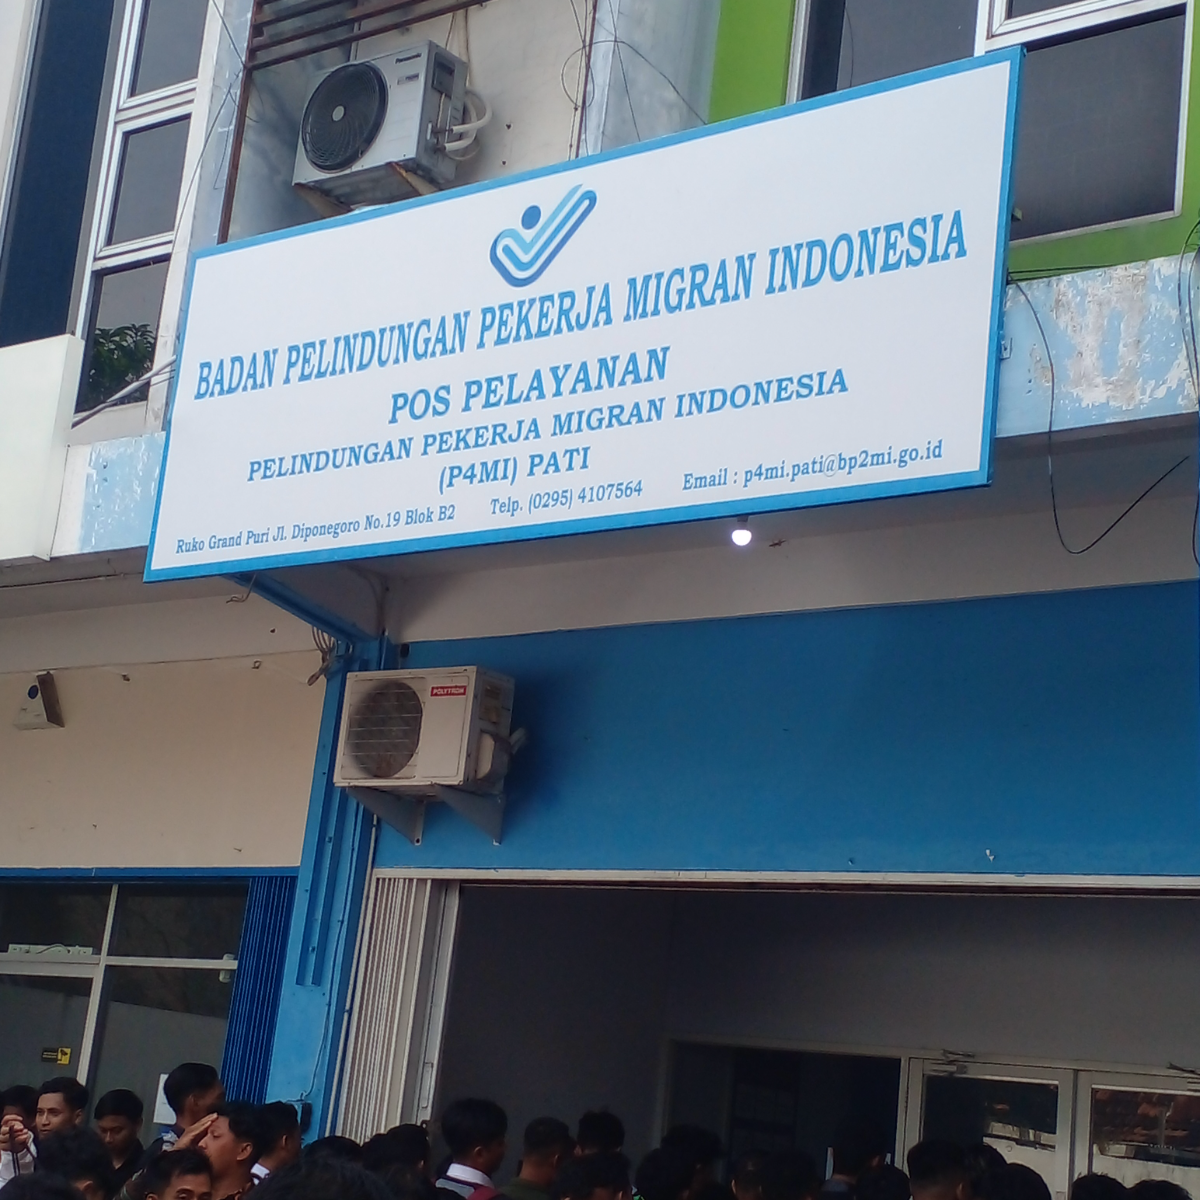 Panasonic
BADAN PELINDUNGAN PEKERJA MIGRAN INDONESIA
POS PELAYANAN
PELINDUNGAN PEKERJA MIGRAN INDONESIA
(P4MI) PATI
Ruko Grand Puri Jl. Diponegoro No.19 Blok B2 Telp. (0295) 4107564 Email : p4mi.pati@bp2mi.go.id
POLYTRON